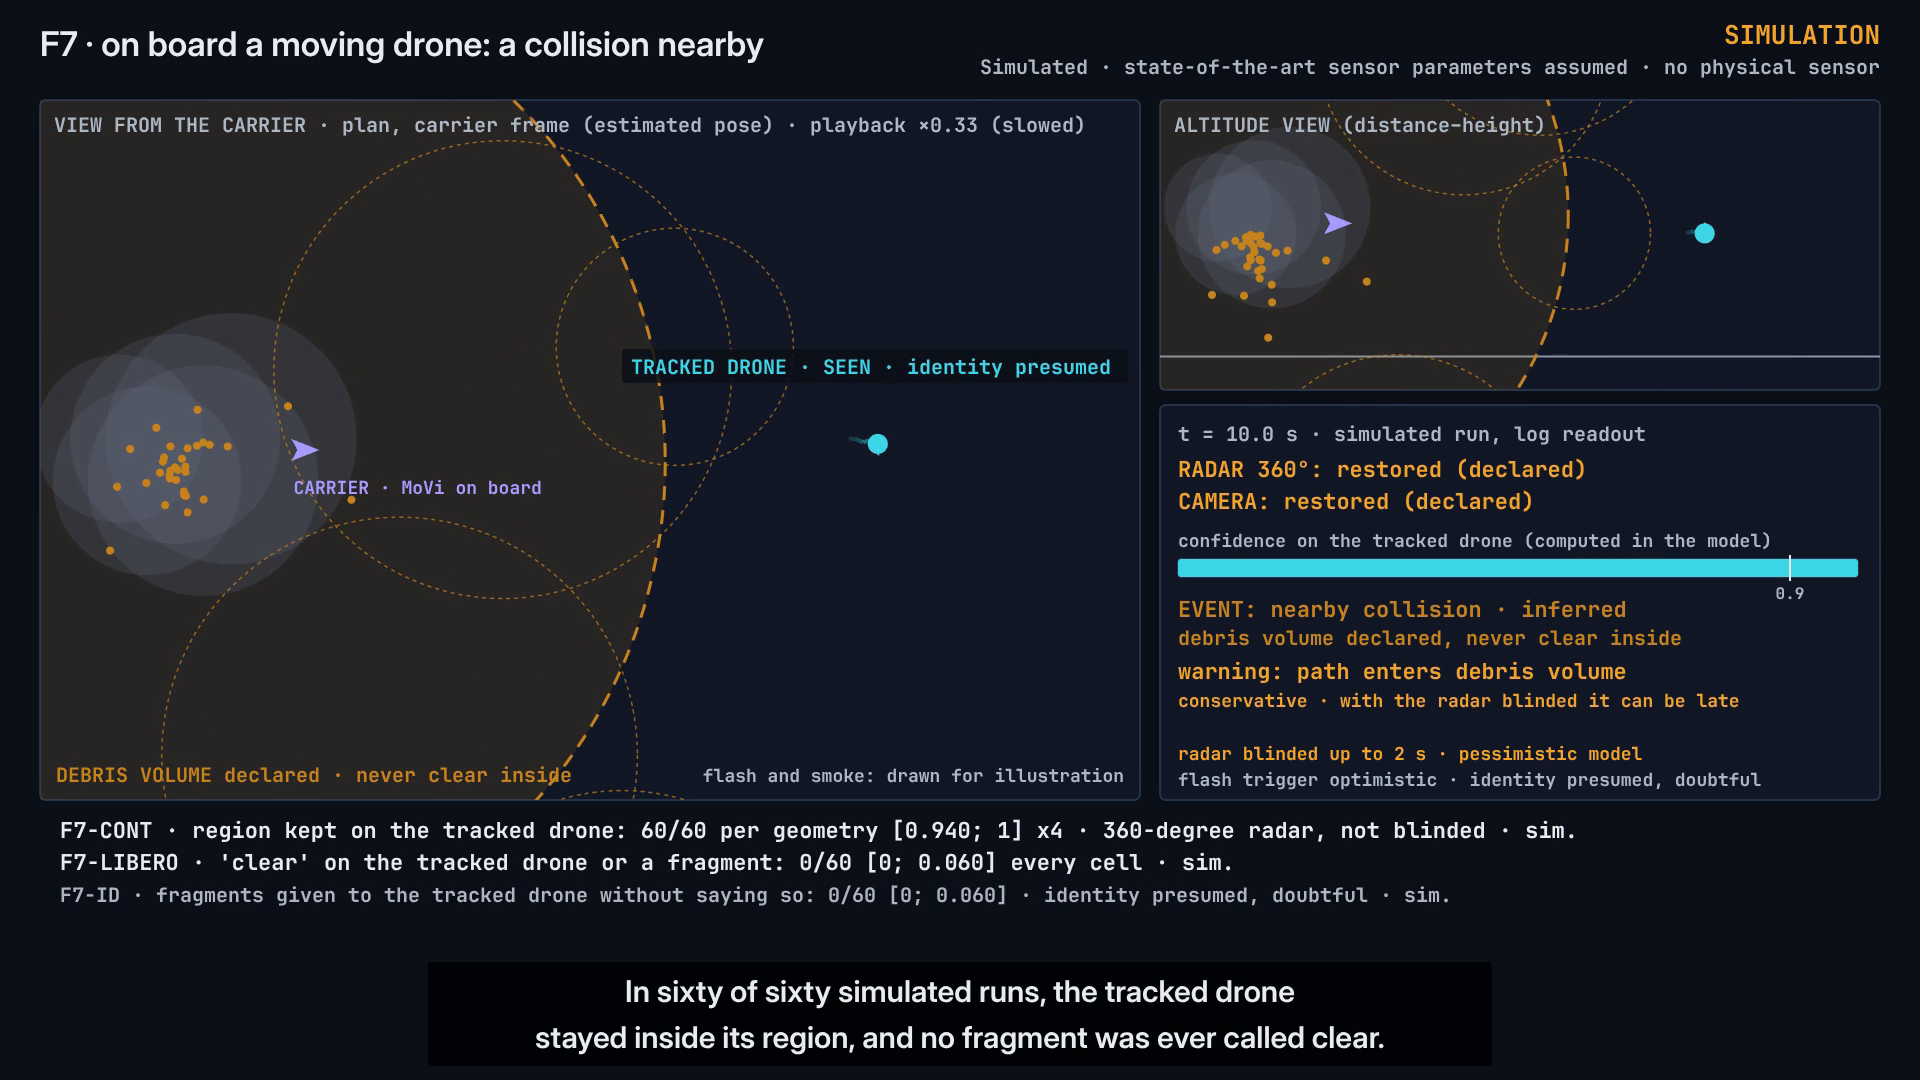 F7 · on board a moving drone: a collision nearby
SIMULATION
Simulated · state-of-the-art sensor parameters assumed · no physical sensor
VIEW FROM THE CARRIER · plan, carrier frame (estimated pose) · playback ×0.33 (slowed)
TRACKED DRONE · SEEN · identity presumed
CARRIER · MoVi on board
DEBRIS VOLUME declared · never clear inside
flash and smoke: drawn for illustration
ALTITUDE VIEW (distance-height)
t = 10.0 s · simulated run, log readout
RADAR 360°: restored (declared)
CAMERA: restored (declared)
confidence on the tracked drone (computed in the model)
0.9
EVENT: nearby collision · inferred
debris volume declared, never clear inside
warning: path enters debris volume
conservative · with the radar blinded it can be late
radar blinded up to 2 s · pessimistic model
flash trigger optimistic · identity presumed, doubtful
F7-CONT · region kept on the tracked drone: 60/60 per geometry [0.940; 1] x4 · 360-degree radar, not blinded · sim.
F7-LIBERO · 'clear' on the tracked drone or a fragment: 0/60 [0; 0.060] every cell · sim.
F7-ID · fragments given to the tracked drone without saying so: 0/60 [0; 0.060] · identity presumed, doubtful · sim.
In sixty of sixty simulated runs, the tracked drone
stayed inside its region, and no fragment was ever called clear.